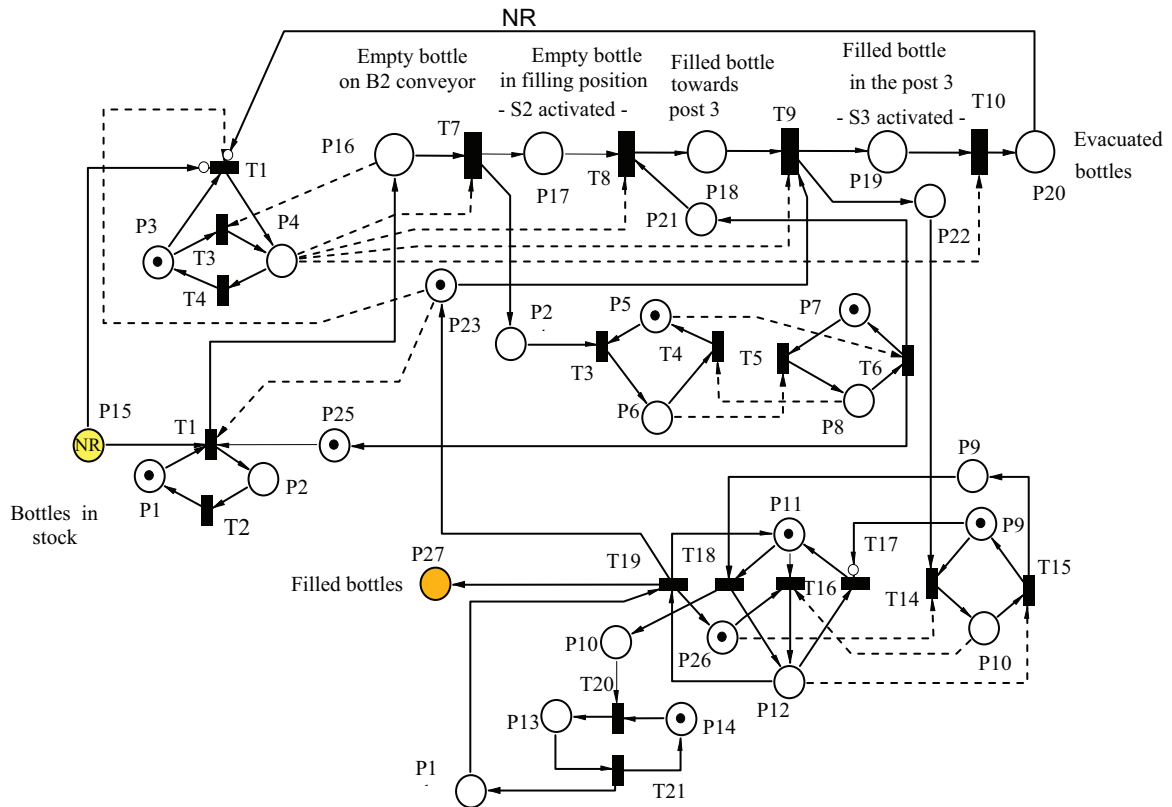 NR
Empty bottle
on B2 conveyor
Empty bottle
in filling position
- S2 activated -
Filled bottle
towards
post 3
Filled bottle
in the post 3
- S3 activated -
T10
T7
T9
P16
T1
T8
Evacuated
bottles
P17
P18
P19
P20
P3
P4
P21
P22
T3
T4
P23
P2
P5
P7
T3
T4
T5
T6
P6
P8
P15
T1
P25
NR
P1
P2
T2
Bottles in
stock
P9
P11
P9
P27
T19
T18
T17
T15
Filled bottles
T16
T14
P10
P26
P10
P12
T20
P13
P14
P1
T21